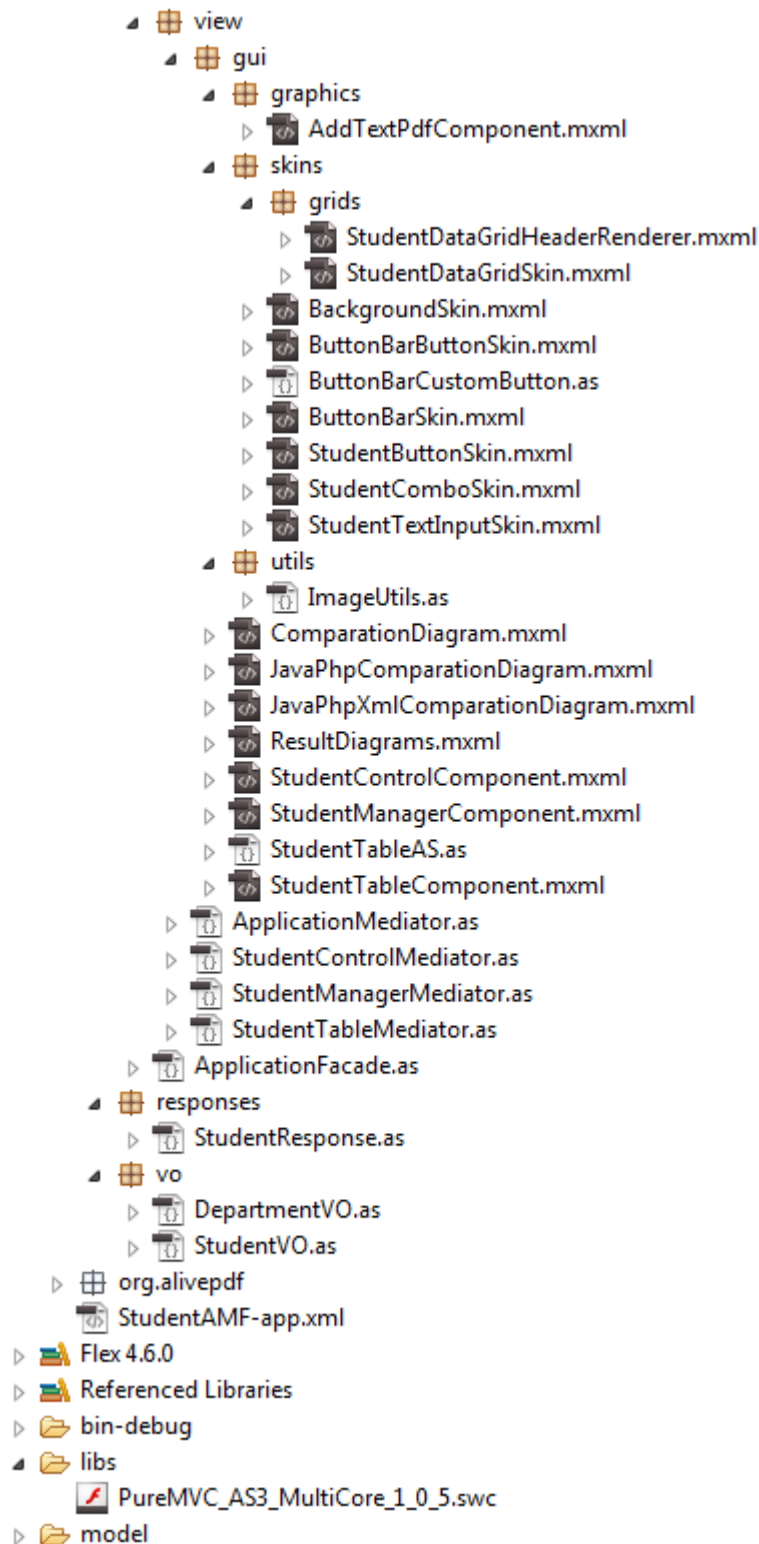 view
gui
graphics
AddTextPdfComponent.mxml
skins
grids
StudentDataGridHeaderRenderer.mxml
StudentDataGridSkin.mxml
BackgroundSkin.mxml
ButtonBarButtonSkin.mxml
ButtonBarCustomButton.as
ButtonBarSkin.mxml
StudentButtonSkin.mxml
StudentComboSkin.mxml
StudentTextInputSkin.mxml
utils
ImageUtils.as
ComparationDiagram.mxml
JavaPhpComparationDiagram.mxml
JavaPhpXmlComparationDiagram.mxml
ResultDiagrams.mxml
StudentControlComponent.mxml
StudentManagerComponent.mxml
StudentTableAS.as
StudentTableComponent.mxml
ApplicationMediator.as
StudentControlMediator.as
StudentManagerMediator.as
StudentTableMediator.as
ApplicationFacade.as
responses
StudentResponse.as
vo
DepartmentVO.as
StudentVO.as
org.alivepdf
StudentAMF-app.xml
Flex 4.6.0
Referenced Libraries
bin-debug
libs
PureMVC_AS3_MultiCore_1_0_5.swc
model